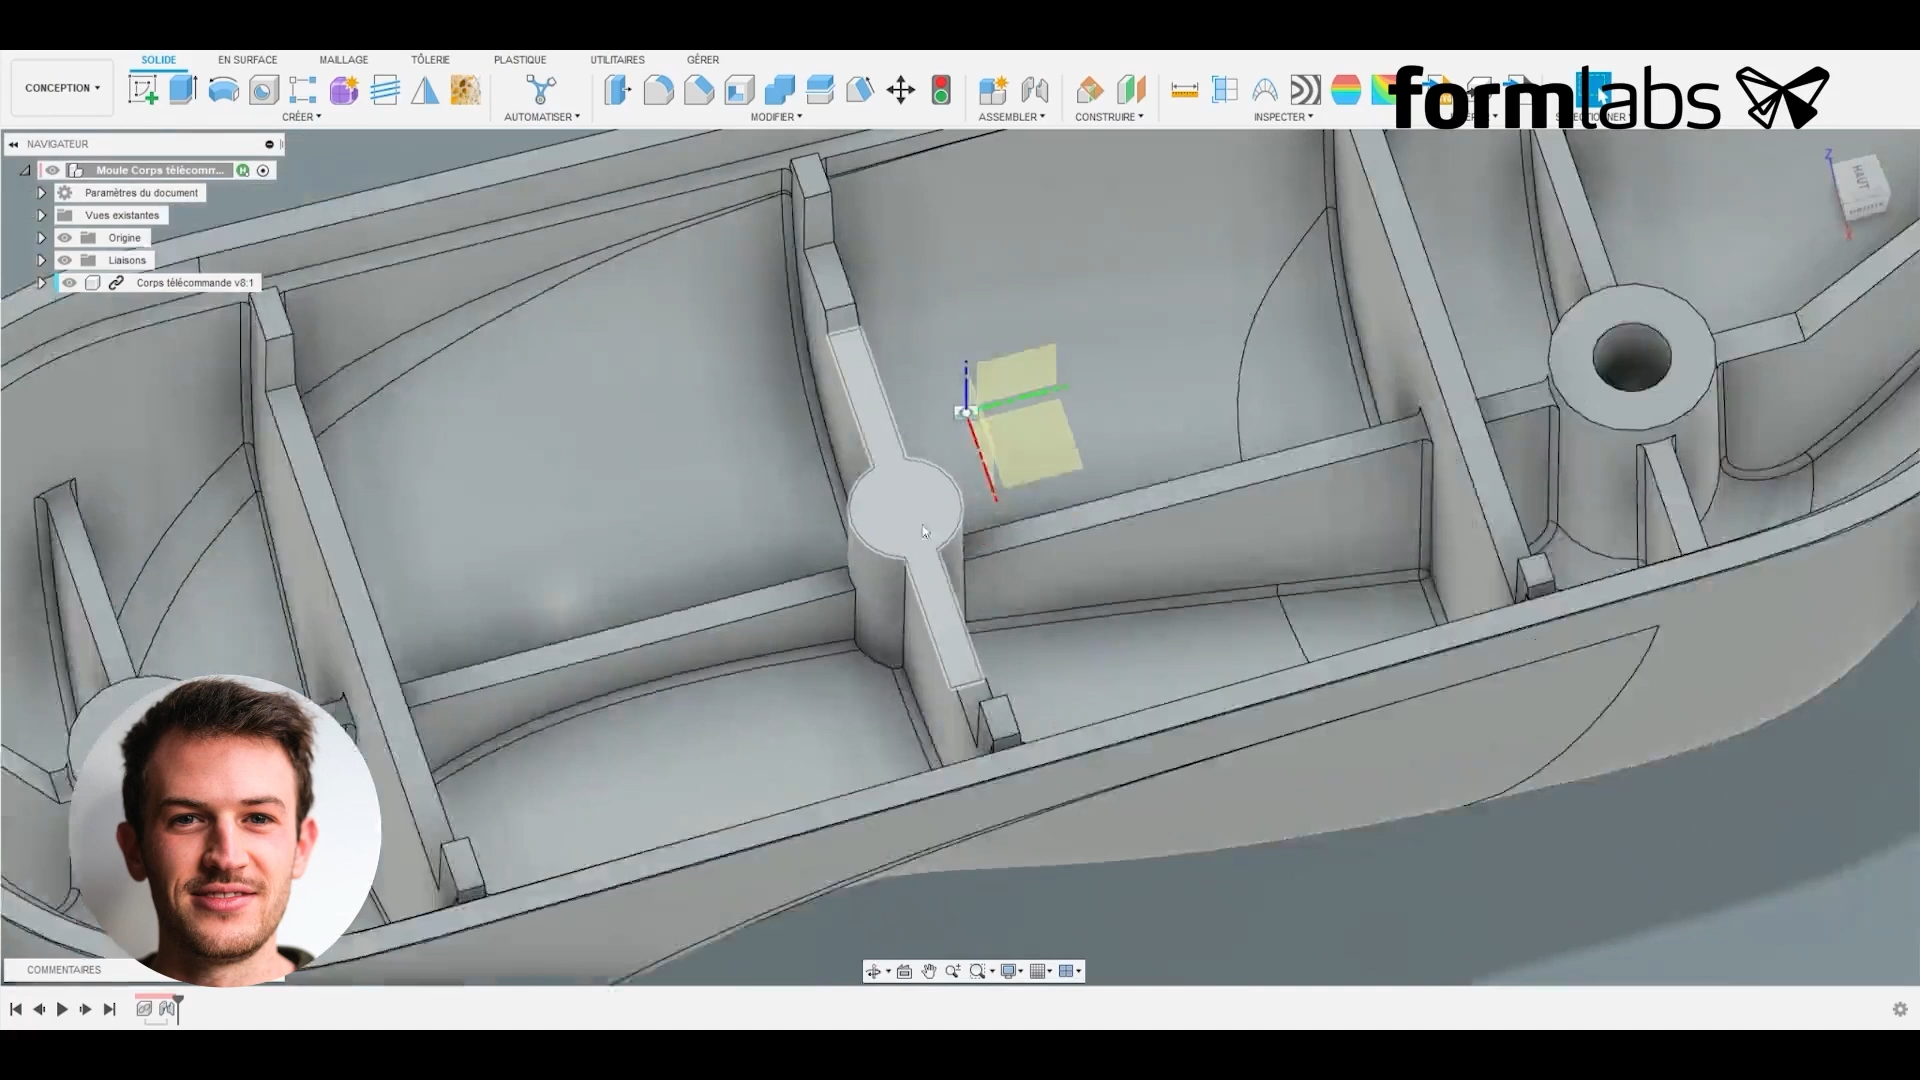 SOLIDE EN SURFACE MAILLAGE TÔLERIE PLASTIQUE UTILITAIRES GÉRER
formlabs
CONCEPTION
CRÉER AUTOMATISER MODIFIER ASSEMBLER CONSTRUIRE INSPECTER
NAVIGATEUR
Moule Corps télécomm...
Paramètres du document
Vues existantes
Origine
Liaisons
Corps télécommande v8:1
Z
HAUT
X
COMMENTAIRES